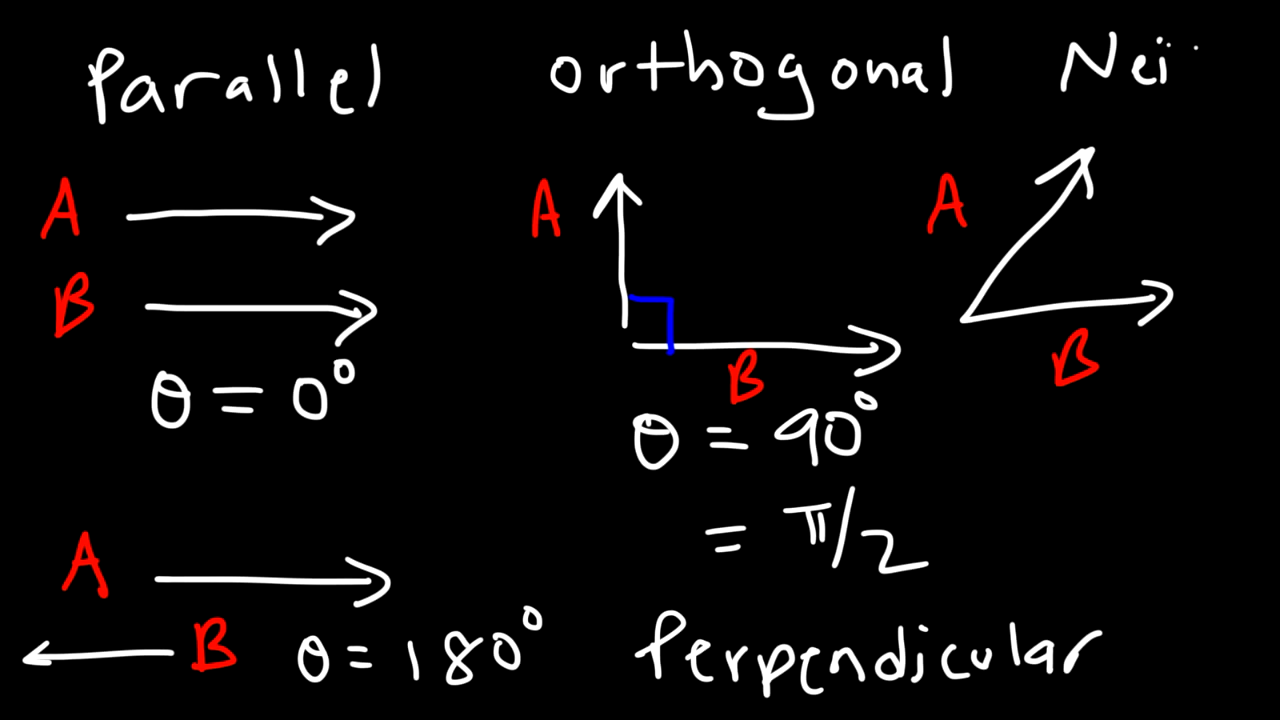 Parallel
A
B
θ = 0°
A
B θ = 180°
orthogonal
A
B
θ = 90°
= π/2
Perpendicular
Nei
A
B